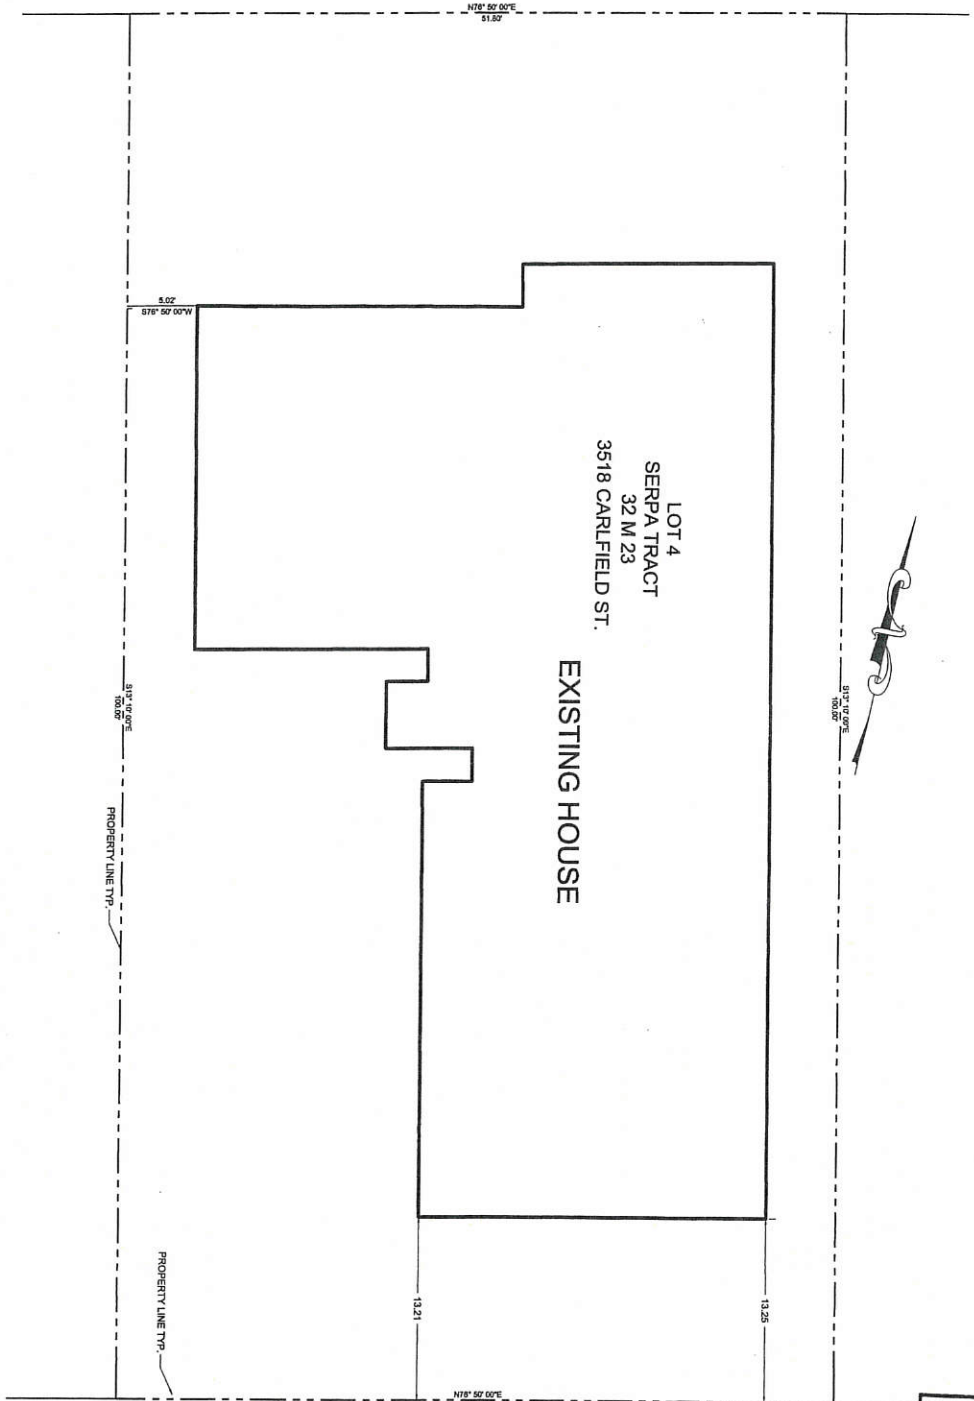 N76° 50' 00"E
51.80'
5.02'
S76° 50' 00"W
LOT 4
SERPA TRACT
32 M 23
3518 CARLFIELD ST.
EXISTING HOUSE
S13° 10' 00"E
100.00'
S13° 10' 00"E
100.00'
PROPERTY LINE TYP.
PROPERTY LINE TYP.
13.21
13.25
N76° 50' 00"E